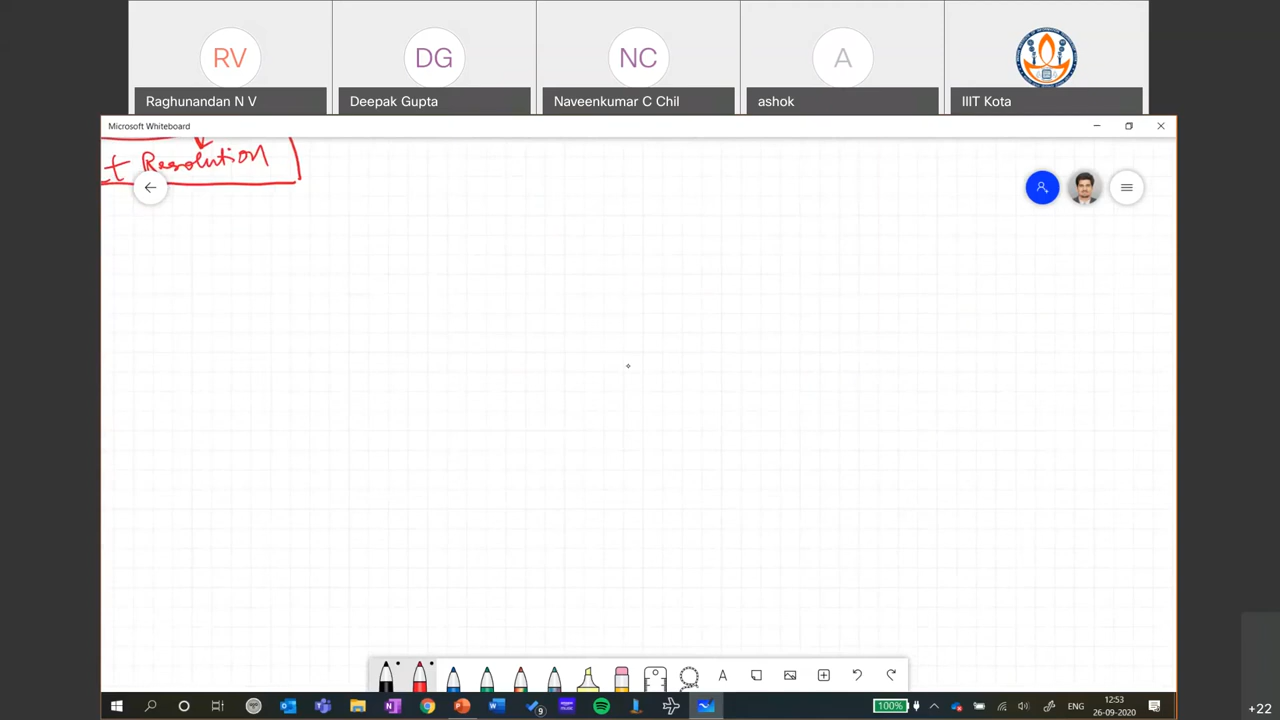 RV
DG
NC
A
Raghunandan N V
Deepak Gupta
Naveenkumar C Chil
ashok
IIIT Kota
Microsoft Whiteboard
t Resolution
A
9
100%
ENG
12:53
26-09-2020
+22